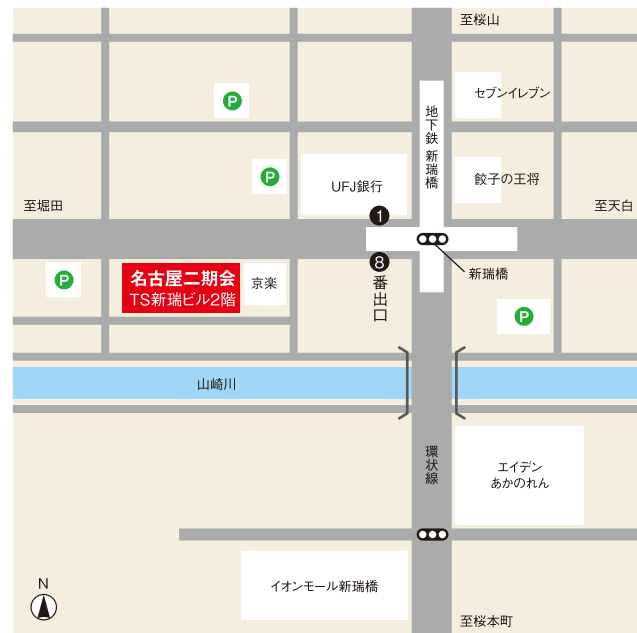 至桜山
セブンイレブン
P
地下鉄 新瑞橋
P
UFJ銀行
餃子の王将
至堀田
1
至天白
8
番出口
新瑞橋
名古屋二期会
TS新瑞ビル2階
京楽
P
P
山崎川
環状線
エイデン
あかのれん
イオンモール新瑞橋
N
至桜本町